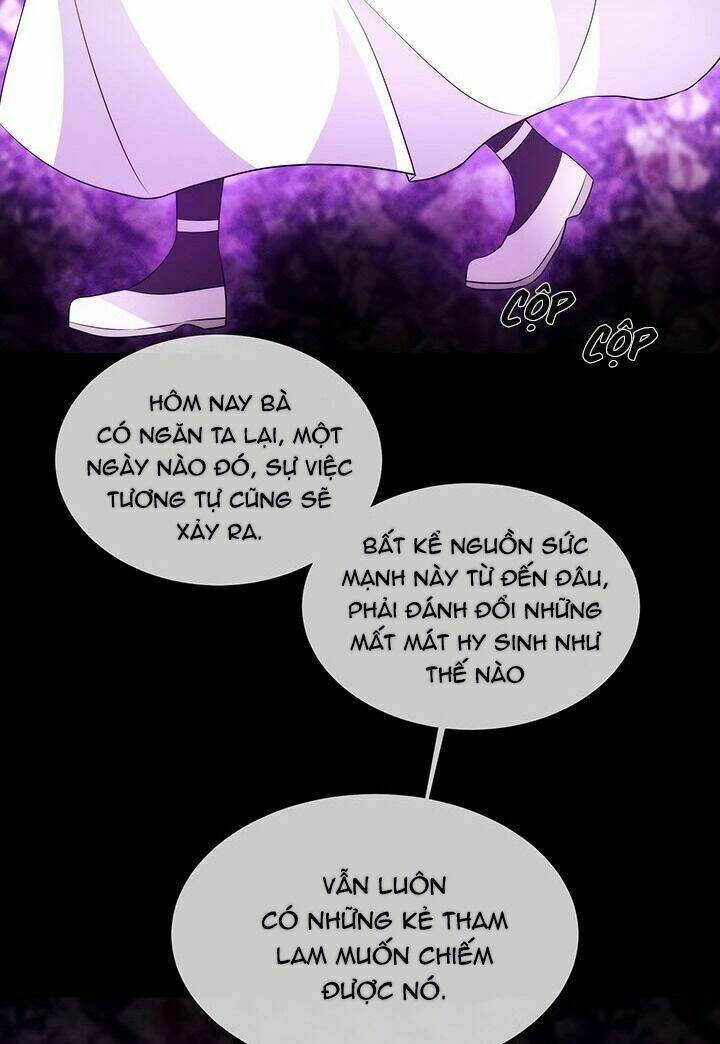 CỘP
CỘP
HÔM NAY BÀ
CÓ NGĂN TA LẠI, MỘT
NGÀY NÀO ĐÓ, SỰ VIỆC
TƯƠNG TỰ CŨNG SẼ
XẢY RA.
BẤT KỂ NGUỒN SỨC
MẠNH NÀY TỪ ĐẾN ĐÂU,
PHẢI ĐÁNH ĐỔI NHỮNG
MẤT MÁT HY SINH NHƯ
THẾ NÀO
VẪN LUÔN
CÓ NHỮNG KẺ THAM
LAM MUỐN CHIẾM
ĐƯỢC NÓ.